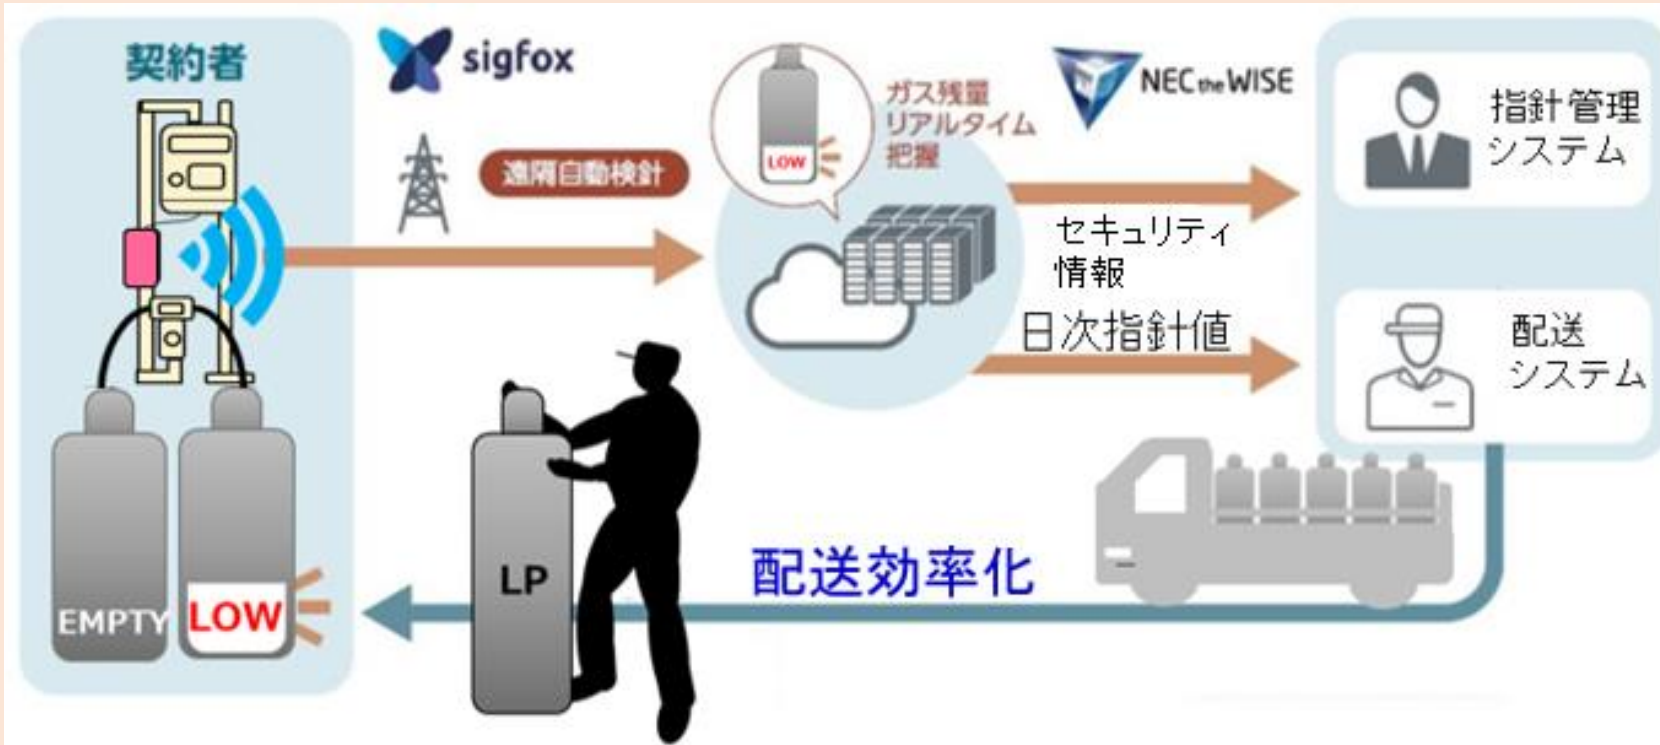 契約者
sigfox
遠隔自動検針
LOW
ガス残量
リアルタイム
把握
NEC the WISE
指針管理
システム
セキュリティ
情報
日次指針値
配送
システム
EMPTY
LOW
LP
配送効率化